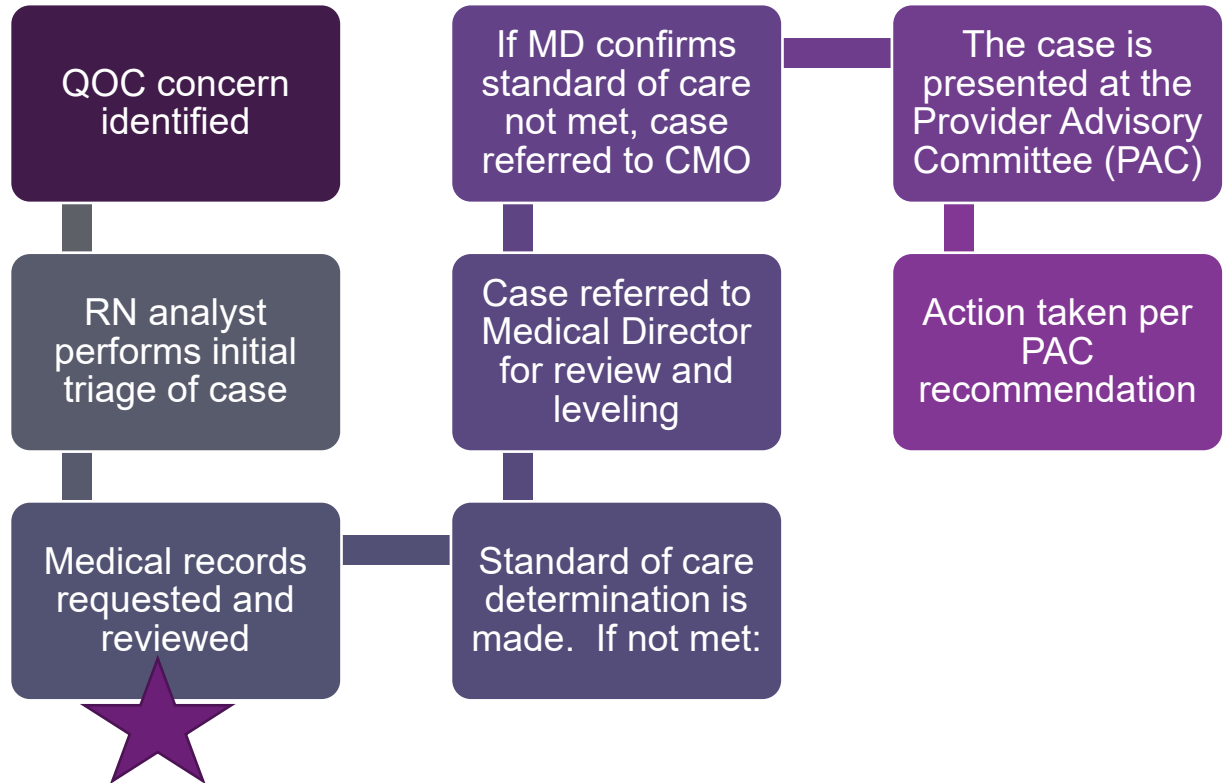 QOC concern
identified
RN analyst
performs initial
triage of case
Medical records
requested and
reviewed
Standard of care
determination is
made.  If not met:
Case referred to
Medical Director
for review and
leveling
If MD confirms
standard of care
not met, case
referred to CMO
The case is
presented at the
Provider Advisory
Committee (PAC)
Action taken per
PAC
recommendation